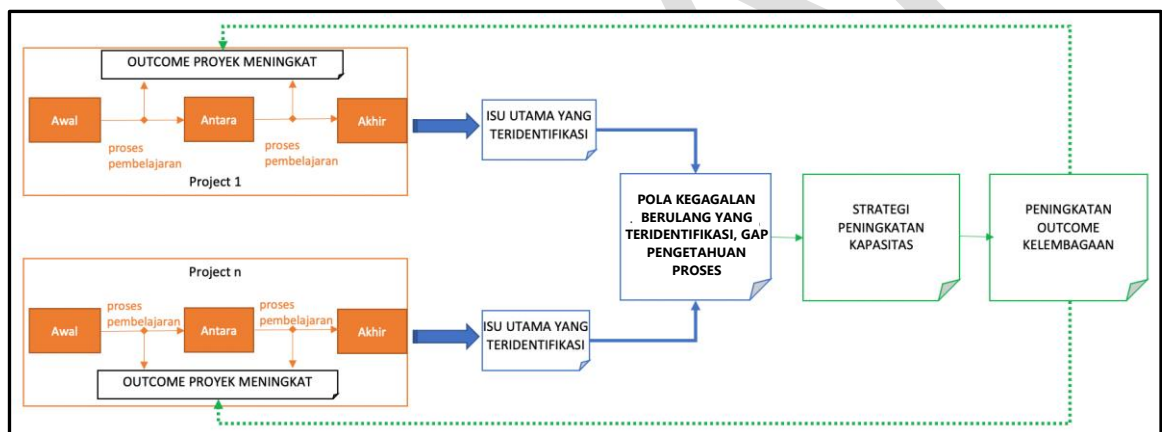 OUTCOME PROYEK MENINGKAT
Awal
Antara
Akhir
proses
pembelajaran
proses
pembelajaran
Project 1
ISU UTAMA YANG
TERIDENTIFIKASI
Project n
Awal
proses
pembelajaran
Antara
proses
pembelajaran
Akhir
OUTCOME PROYEK MENINGKAT
ISU UTAMA YANG
TERIDENTIFIKASI
POLA KEGAGALAN
BERULANG YANG
TERIDENTIFIKASI, GAP
PENGETAHUAN
PROSES
STRATEGI
PENINGKATAN
KAPASITAS
PENINGKATAN
OUTCOME
KELEMBAGAAN